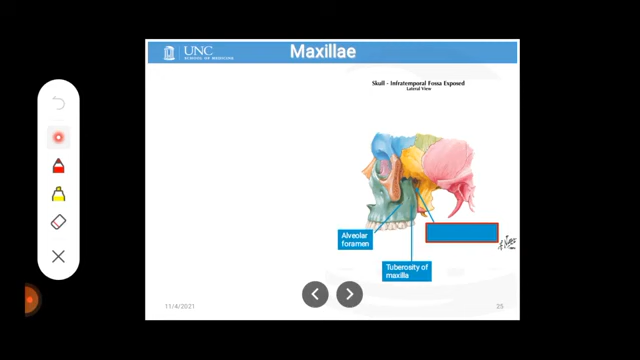 UNC
SCHOOL OF MEDICINE
Maxillae
Skull - Infratemporal Fossa Exposed
Lateral View
Alveolar
foramen
Tuberosity of
maxilla
11/4/2021
25